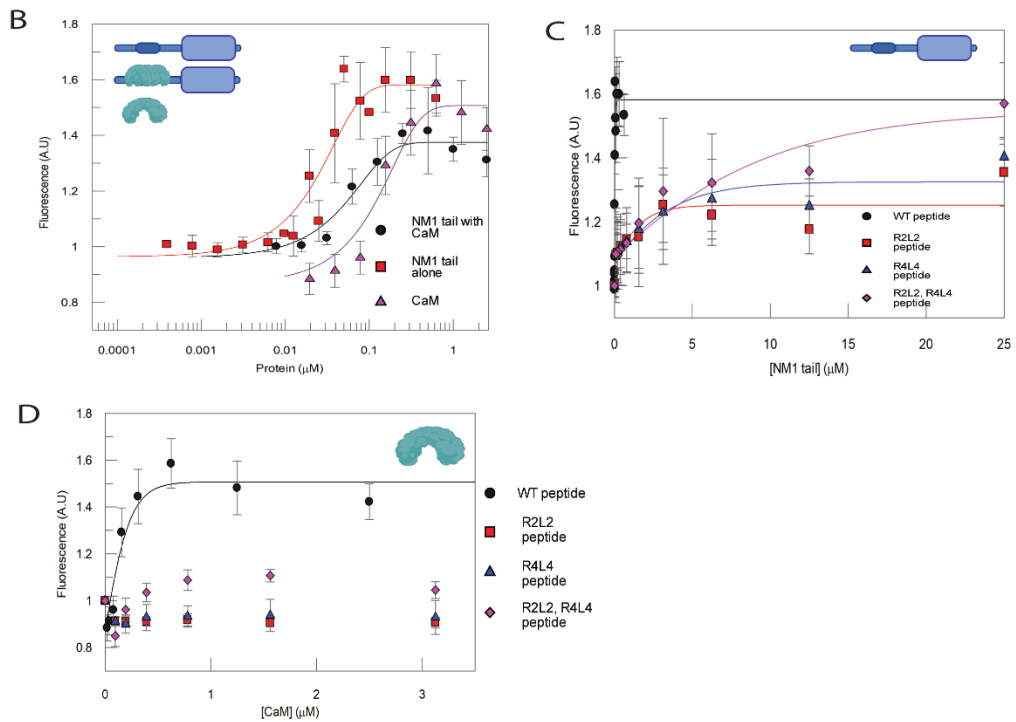 B
1.8
1.6
1.4
1.2
1
0.8
Fluorescence (A.U)
0.0001
0.001
0.01
0.1
1
Protein (μM)
NM1 tail with
CaM
NM1 tail
alone
CaM
C
1.8
1.6
1.4
1.2
1
Fluorescence (A.U)
0
5
10
15
20
25
[NM1 tail] (μM)
WT peptide
R2L2
peptide
R4L4
peptide
R2L2, R4L4
peptide
D
1.8
1.6
1.4
1.2
1
0.8
Fluorescence (A.U)
0
1
2
3
[CaM] (μM)
WT peptide
R2L2
peptide
R4L4
peptide
R2L2, R4L4
peptide